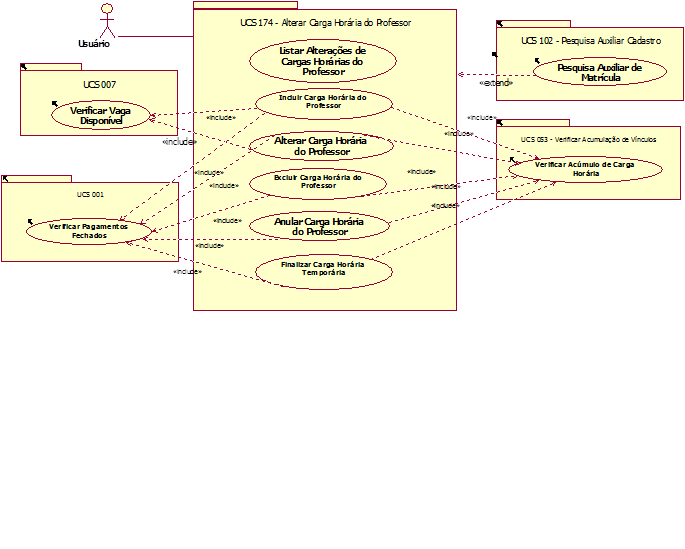 UCS 174 - Alterar Carga Horária do Professor
Usuário
Listar Alterações de
Cargas Horárias do
Professor
UCS 102 - Pesquisa Auxiliar Cadastro
Pesquisa Auxiliar de
Matrícula
«extend»
UCS 007
Verificar Vaga
Disponível
Incluir Carga Horária do
Professor
«include»
«include»
«include»
Alterar Carga Horária
do Professor
UCS 053 - Verificar Acumulação de Vínculos
Verificar Acúmulo de Carga
Horária
«include»
«include»
«include»
Excluir Carga Horária do
Professor
UCS 001
Verificar Pagamentos
Fechados
«include»
«include»
«include»
Anular Carga Horária
do Professor
«include»
«include»
Finalizar Carga Horária
Temporária
«include»